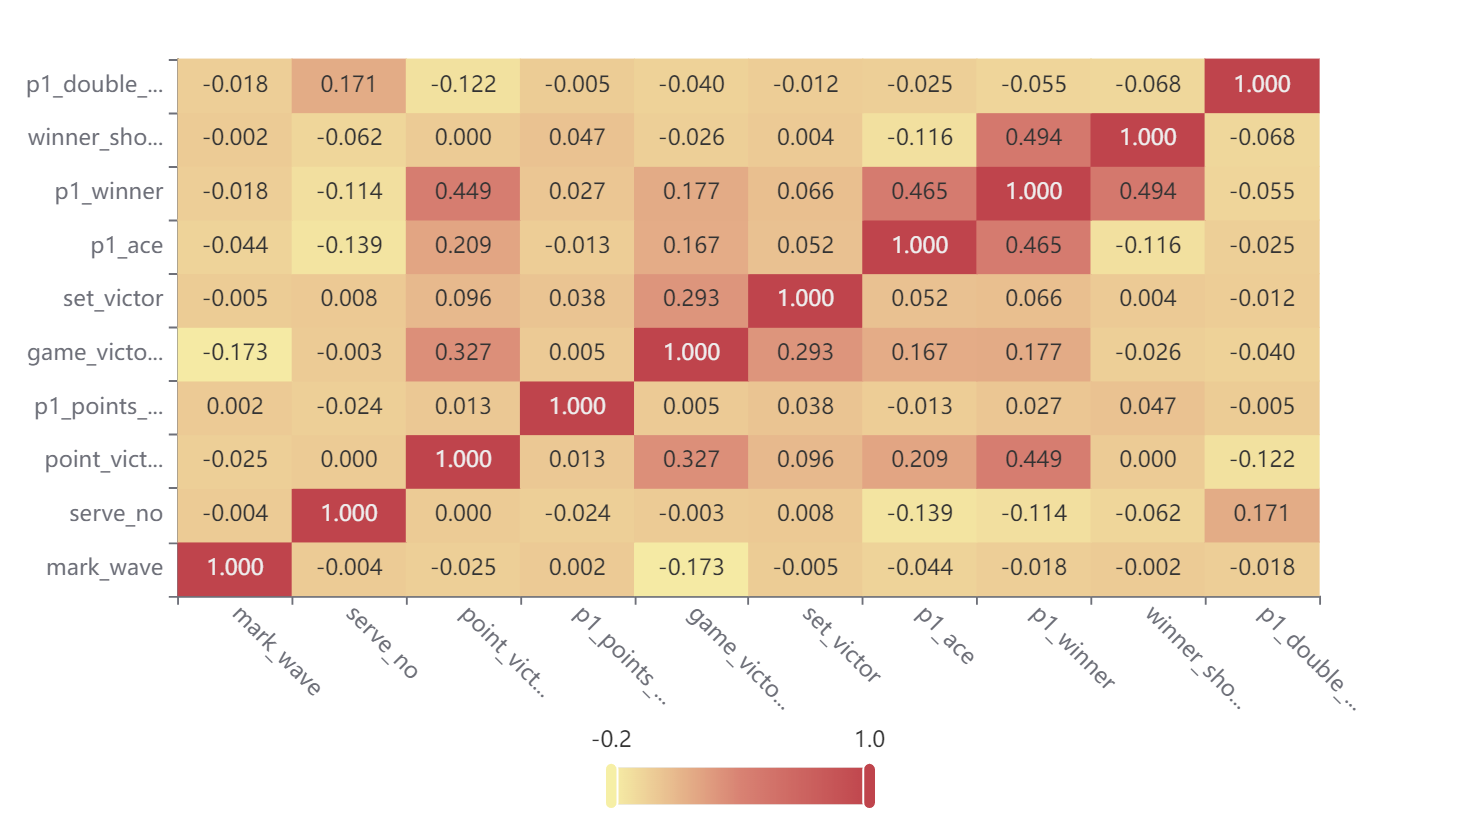 p1_double_... -0.018 0.171 -0.122 -0.005 -0.040 -0.012 -0.025 -0.055 -0.068 1.000
winner_sho... -0.002 -0.062 0.000 0.047 -0.026 0.004 -0.116 0.494 1.000 -0.068
p1_winner -0.018 -0.114 0.449 0.027 0.177 0.066 0.465 1.000 0.494 -0.055
p1_ace -0.044 -0.139 0.209 -0.013 0.167 0.052 1.000 0.465 -0.116 -0.025
set_victor -0.005 0.008 0.096 0.038 0.293 1.000 0.052 0.066 0.004 -0.012
game_victo... -0.173 -0.003 0.327 0.005 1.000 0.293 0.167 0.177 -0.026 -0.040
p1_points_... 0.002 -0.024 0.013 1.000 0.005 0.038 -0.013 0.027 0.047 -0.005
point_vict... -0.025 0.000 1.000 0.013 0.327 0.096 0.209 0.449 0.000 -0.122
serve_no -0.004 1.000 0.000 -0.024 -0.003 0.008 -0.139 -0.114 -0.062 0.171
mark_wave 1.000 -0.004 -0.025 0.002 -0.173 -0.005 -0.044 -0.018 -0.002 -0.018
mark_wave serve_no point_vict... p1_points_... game_victo... set_victor p1_ace p1_winner winner_sho... p1_double_...
-0.2 1.0